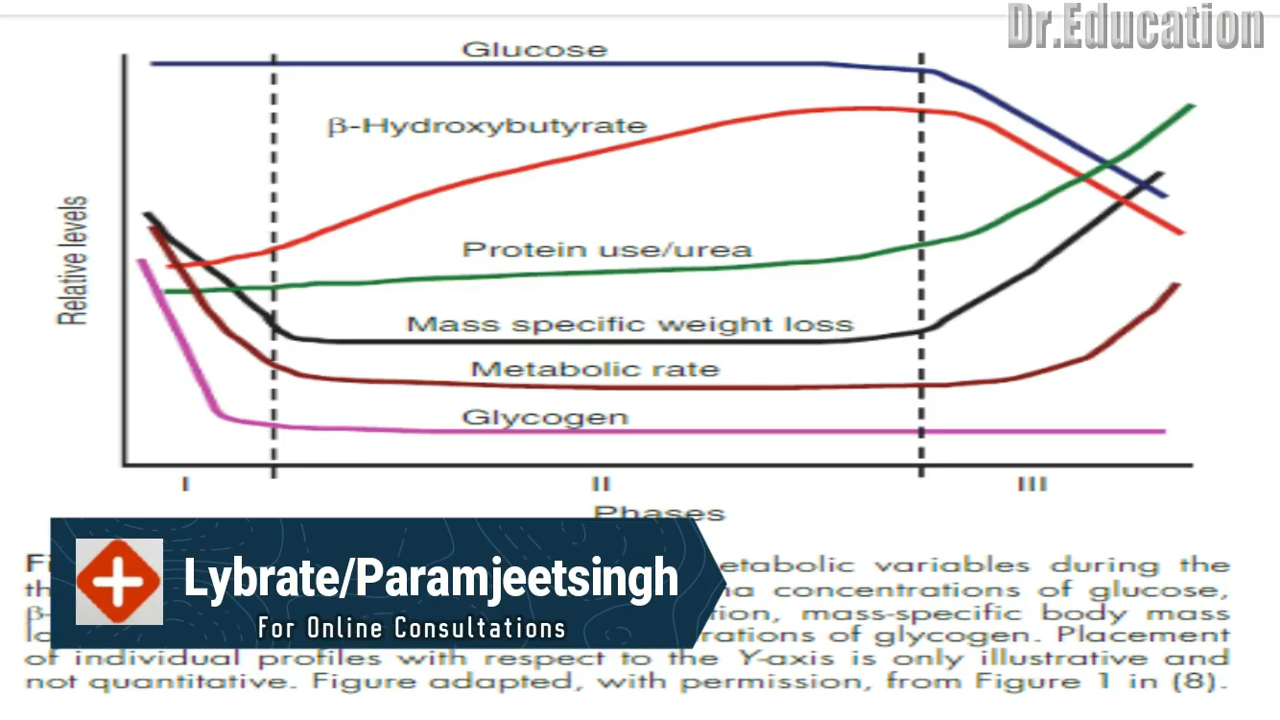 Dr.Education
Glucose
β-Hydroxybutyrate
Protein use/urea
Mass specific weight loss
Metabolic rate
Glycogen
Relative levels
I II III
Phases
Lybrate/Paramjeetsingh
For Online Consultations
variables during the
concentrations of glucose,
mass-specific body mass
of glycogen. Placement
of individual profiles with respect to the Y-axis is only illustrative and
not quantitative. Figure adapted, with permission, from Figure 1 in (8).